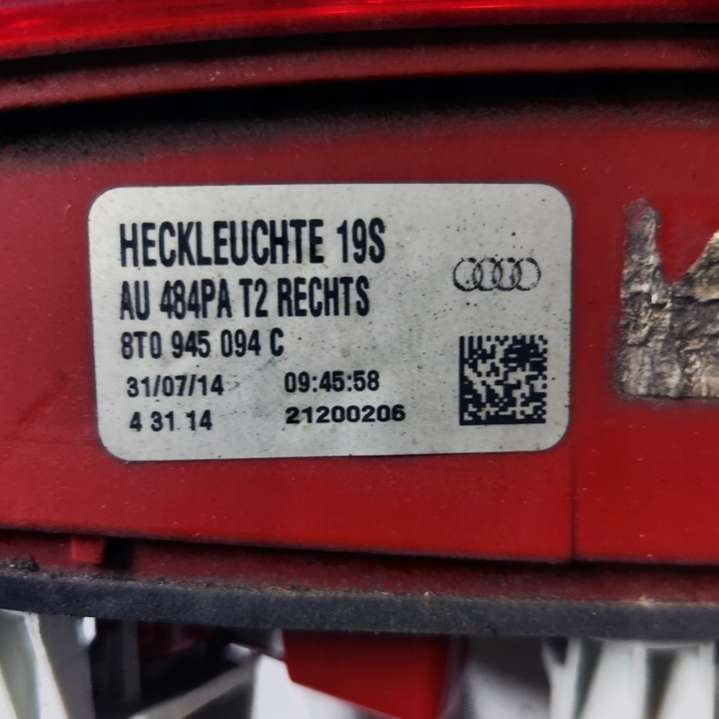 HECKLEUCHTE 19S
AU 484PA T2 RECHTS
8T0 945 094 C
31/07/14 09:45:58
4 31 14 21200206